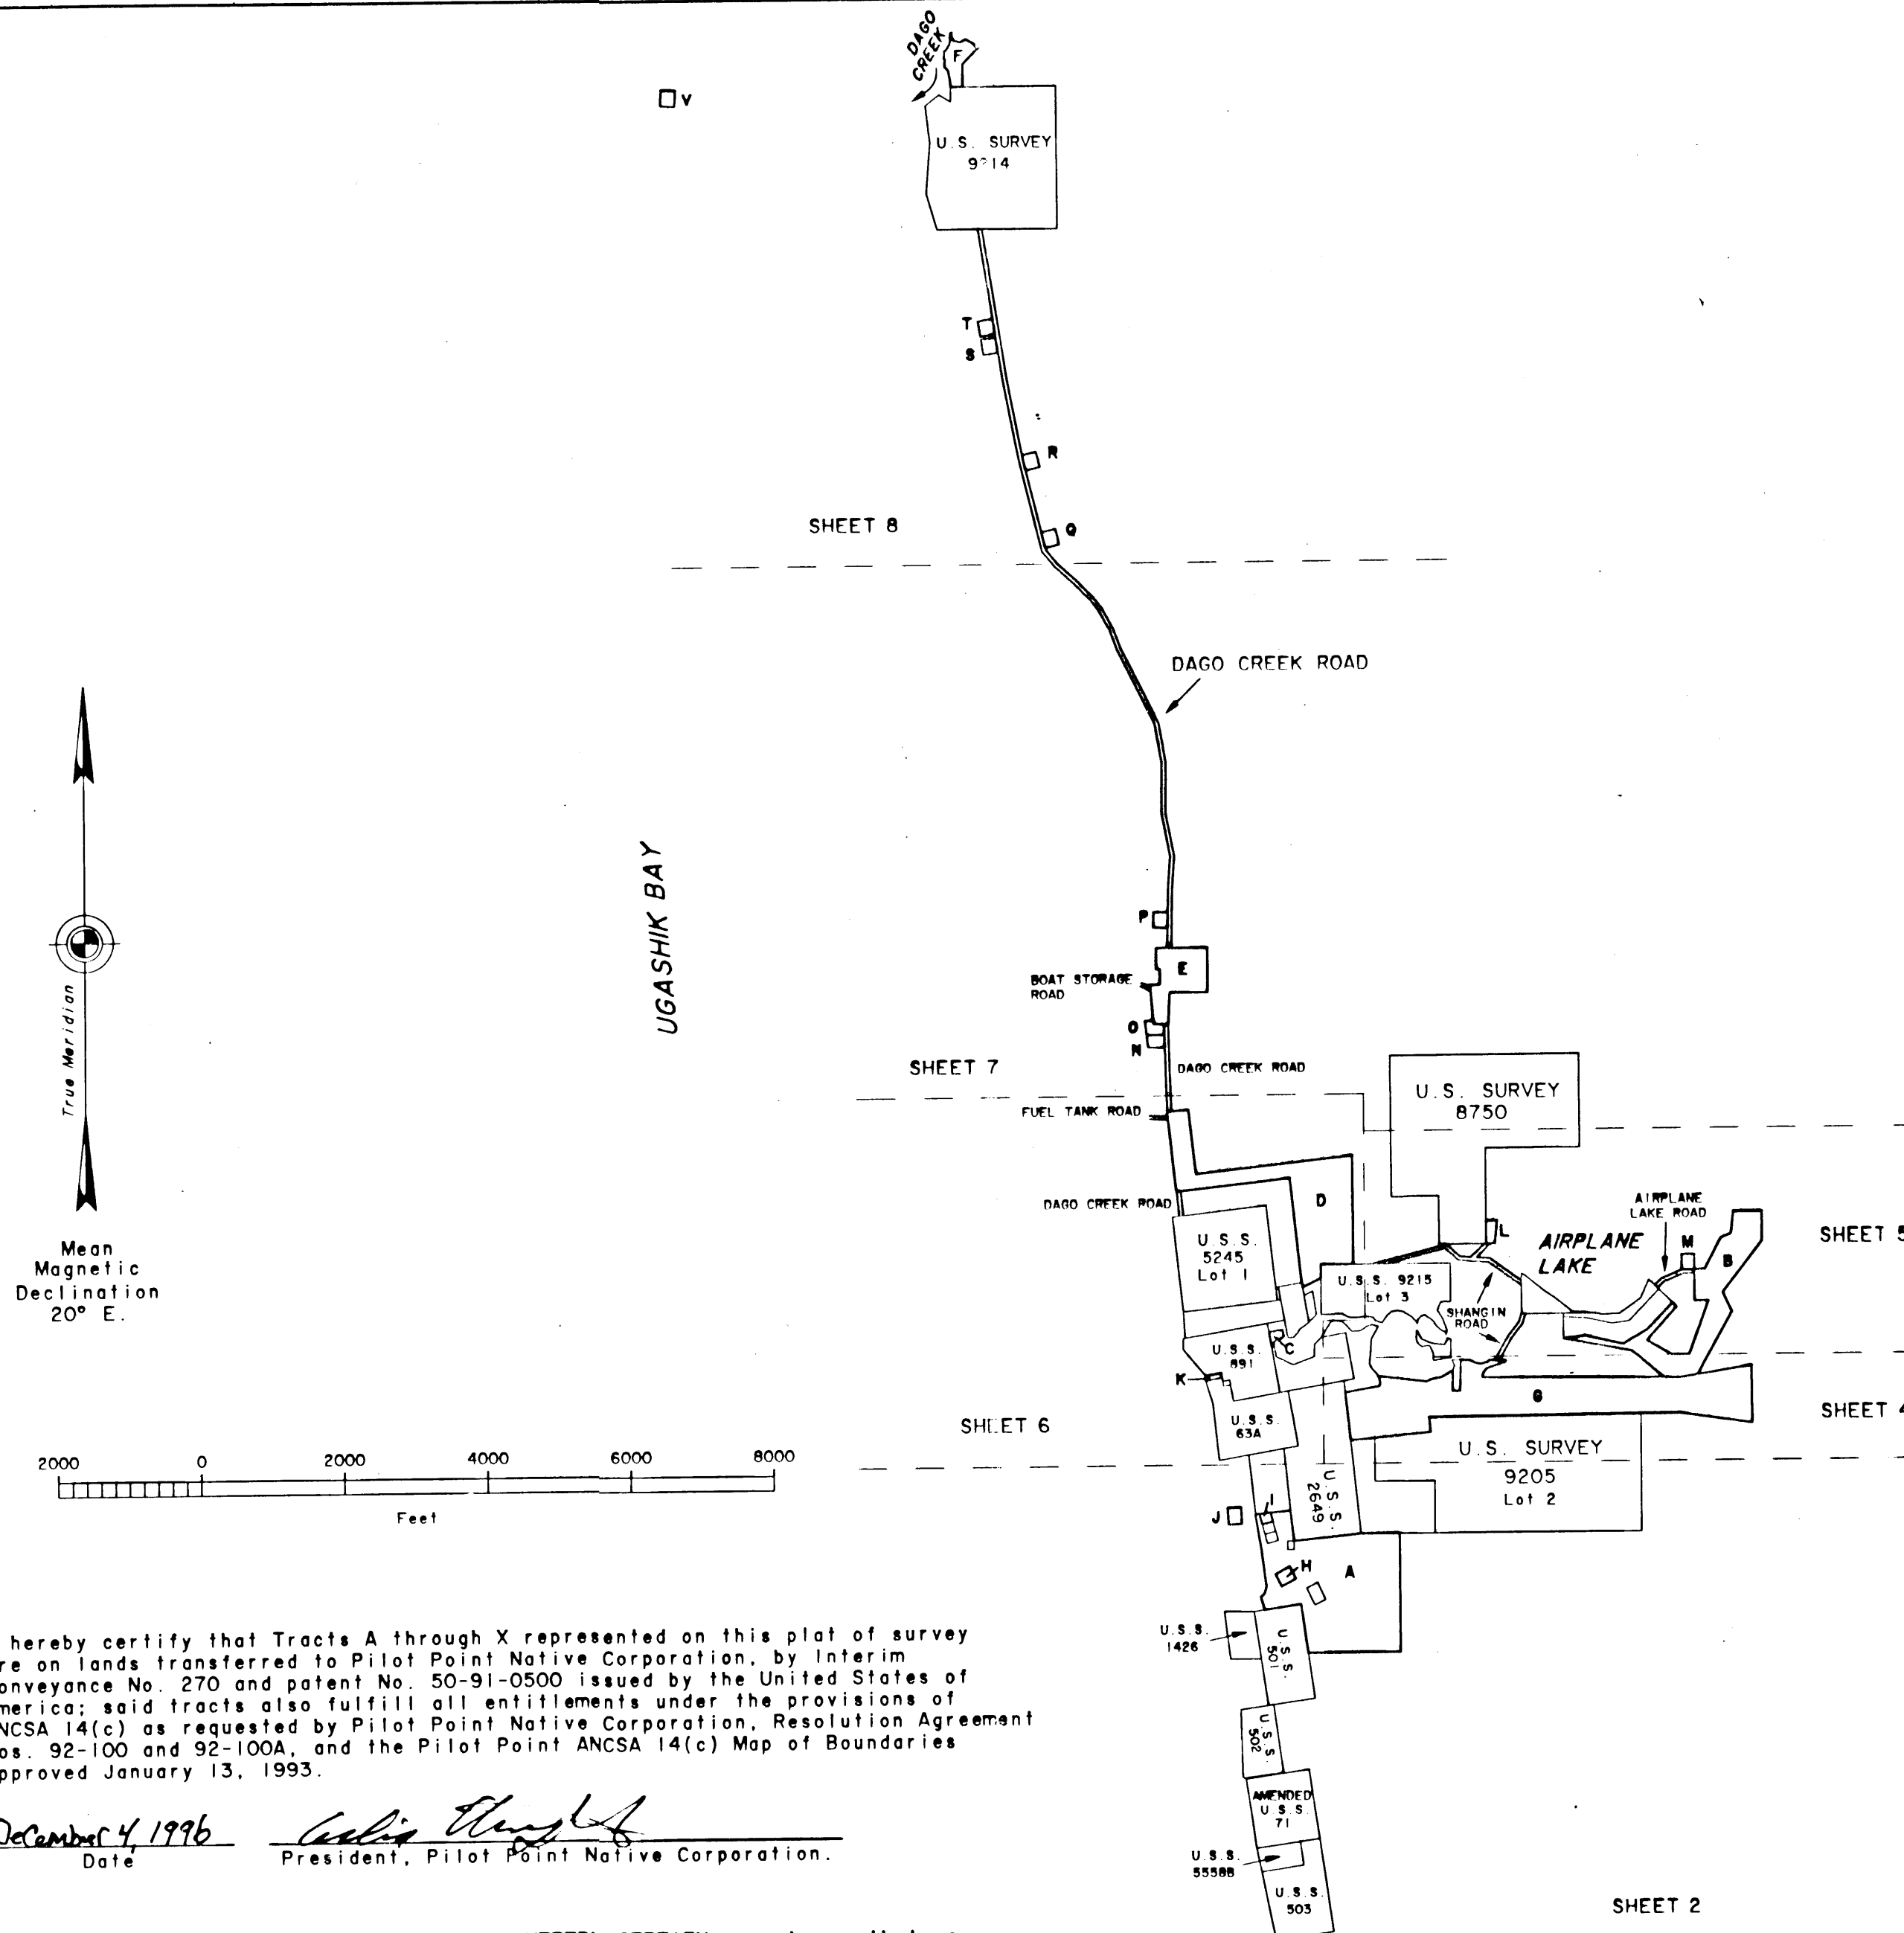 DAGO
CREEK
F
V
U.S. SURVEY
9214
T
S
R
Q
SHEET 8
DAGO CREEK ROAD
UGASHIK BAY
True Meridian
Mean
Magnetic
Declination
20° E.
P
E
BOAT STORAGE
ROAD
O
N
SHEET 7
DAGO CREEK ROAD
FUEL TANK ROAD
U.S. SURVEY
8750
DAGO CREEK ROAD
D
L
AIRPLANE
LAKE ROAD
M
B
SHEET 5
AIRPLANE
LAKE
U.S.S.
5245
Lot 1
U.S.S. 9215
Lot 3
SHANGIN
ROAD
C
U.S.S.
891
K
G
SHEET 4
SHEET 6
U.S.S.
63A
U.S. SURVEY
9205
Lot 2
U.S.S.
2649
2000 0 2000 4000 6000 8000
Feet
J
I
H
A
U.S.S.
1426
U.S.S.
501
U.S.S.
502
AMENDED
U.S.S.
71
U.S.S.
5558B
U.S.S.
503
SHEET 2
hereby certify that Tracts A through X represented on this plat of survey
re on lands transferred to Pilot Point Native Corporation, by Interim
onveyance No. 270 and patent No. 50-91-0500 issued by the United States of
merica; said tracts also fulfill all entitlements under the provisions of
NCSA 14(c) as requested by Pilot Point Native Corporation, Resolution Agreement
os. 92-100 and 92-100A, and the Pilot Point ANCSA 14(c) Map of Boundaries
pproved January 13, 1993.
December 4, 1996
Date
President, Pilot Point Native Corporation.